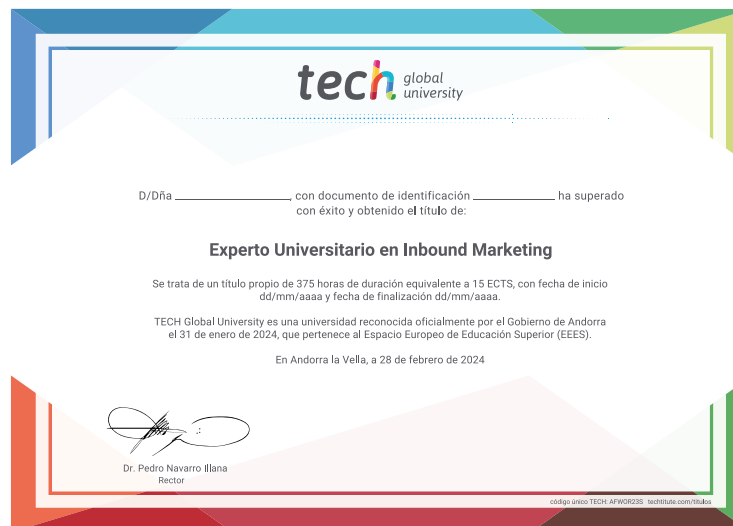 tech global university
D/Dña ____________________, con documento de identificación ______________ ha superado
con éxito y obtenido el título de:
Experto Universitario en Inbound Marketing
Se trata de un título propio de 375 horas de duración equivalente a 15 ECTS, con fecha de inicio
dd/mm/aaaa y fecha de finalización dd/mm/aaaa.
TECH Global University es una universidad reconocida oficialmente por el Gobierno de Andorra
el 31 de enero de 2024, que pertenece al Espacio Europeo de Educación Superior (EEES).
En Andorra la Vella, a 28 de febrero de 2024
Dr. Pedro Navarro Illana
Rector
código único TECH: AFWOR23S techtitute.com/titulos